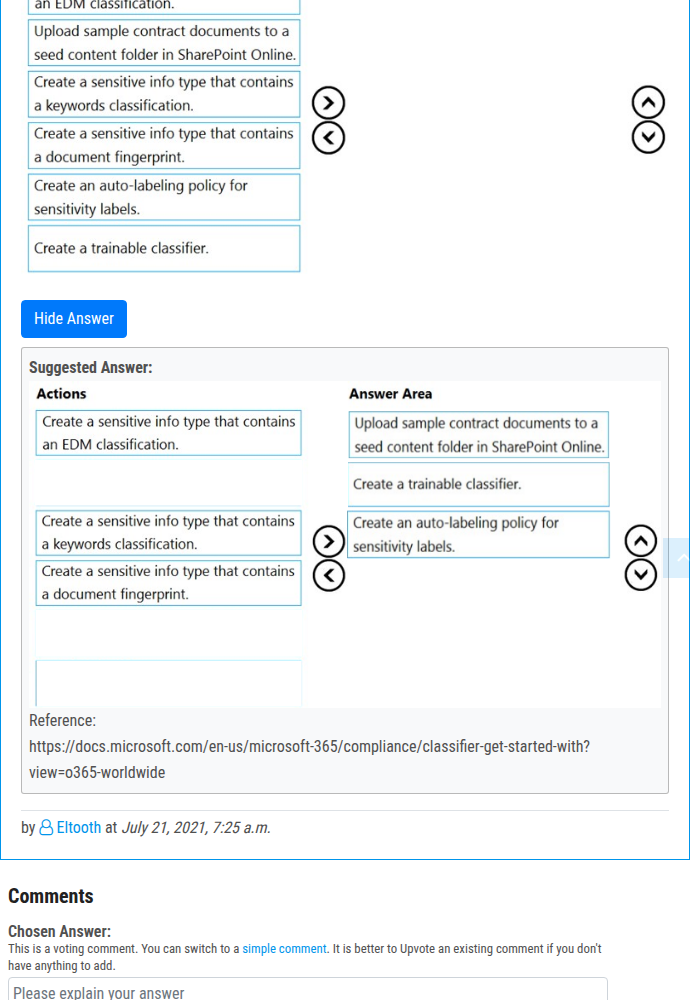 an EDM classification.
Upload sample contract documents to a
seed content folder in SharePoint Online.
Create a sensitive info type that contains
a keywords classification.
Create a sensitive info type that contains
a document fingerprint.
Create an auto-labeling policy for
sensitivity labels.
Create a trainable classifier.
Hide Answer
Suggested Answer:
Actions
Answer Area
Create a sensitive info type that contains
an EDM classification.
Upload sample contract documents to a
seed content folder in SharePoint Online.
Create a trainable classifier.
Create a sensitive info type that contains
a keywords classification.
Create an auto-labeling policy for
sensitivity labels.
Create a sensitive info type that contains
a document fingerprint.
Reference:
https://docs.microsoft.com/en-us/microsoft-365/compliance/classifier-get-started-with?
view=o365-worldwide
by Eltooth at July 21, 2021, 7:25 a.m.
Comments
Chosen Answer:
This is a voting comment. You can switch to a simple comment. It is better to Upvote an existing comment if you don't
have anything to add.
Please explain your answer